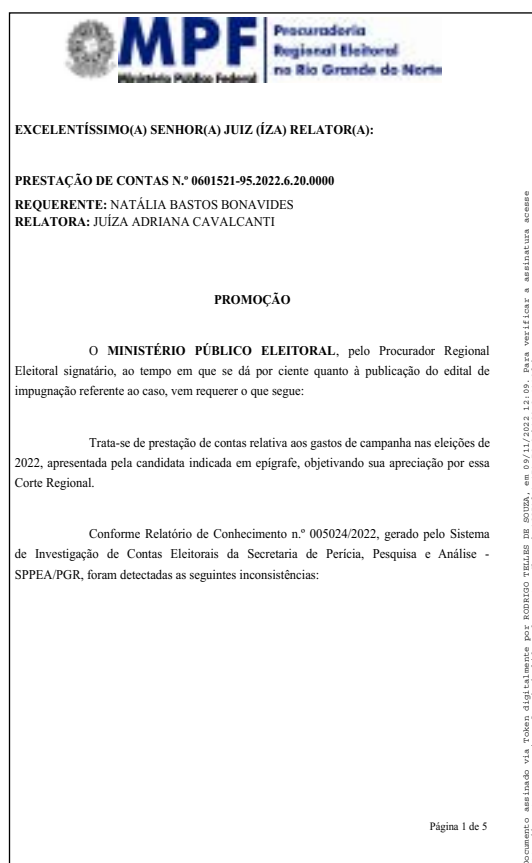 MPF
Ministério Público Federal
Procuradoria
Regional Eleitoral
no Rio Grande do Norte
EXCELENTÍSSIMO(A) SENHOR(A) JUIZ (ÍZA) RELATOR(A):
PRESTAÇÃO DE CONTAS N.º 0601521-95.2022.6.20.0000
REQUERENTE: NATÁLIA BASTOS BONAVIDES
RELATORA: JUÍZA ADRIANA CAVALCANTI
PROMOÇÃO
O MINISTÉRIO PÚBLICO ELEITORAL, pelo Procurador Regional
Eleitoral signatário, ao tempo em que se dá por ciente quanto à publicação do edital de
impugnação referente ao caso, vem requerer o que segue:
Trata-se de prestação de contas relativa aos gastos de campanha nas eleições de
2022, apresentada pela candidata indicada em epígrafe, objetivando sua apreciação por essa
Corte Regional.
Conforme Relatório de Conhecimento n.º 005024/2022, gerado pelo Sistema
de Investigação de Contas Eleitorais da Secretaria de Perícia, Pesquisa e Análise -
SPPEA/PGR, foram detectadas as seguintes inconsistências:
Página 1 de 5
ocumento assinado via Token digitalmente por RODRIGO TELLES DE SOUZA, em 09/11/2022 12:09. Para verificar a assinatura acesse